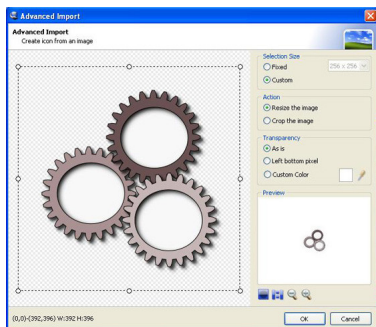 Advanced Import
Advanced Import
Create icon from an image
Selection Size
Fixed
256 x 256
Custom
Action
Resize the image
Crop the image
Transparency
As is
Left bottom pixel
Custom Color
Preview
(0,0)-(392,396) W:392 H:396
OK
Cancel